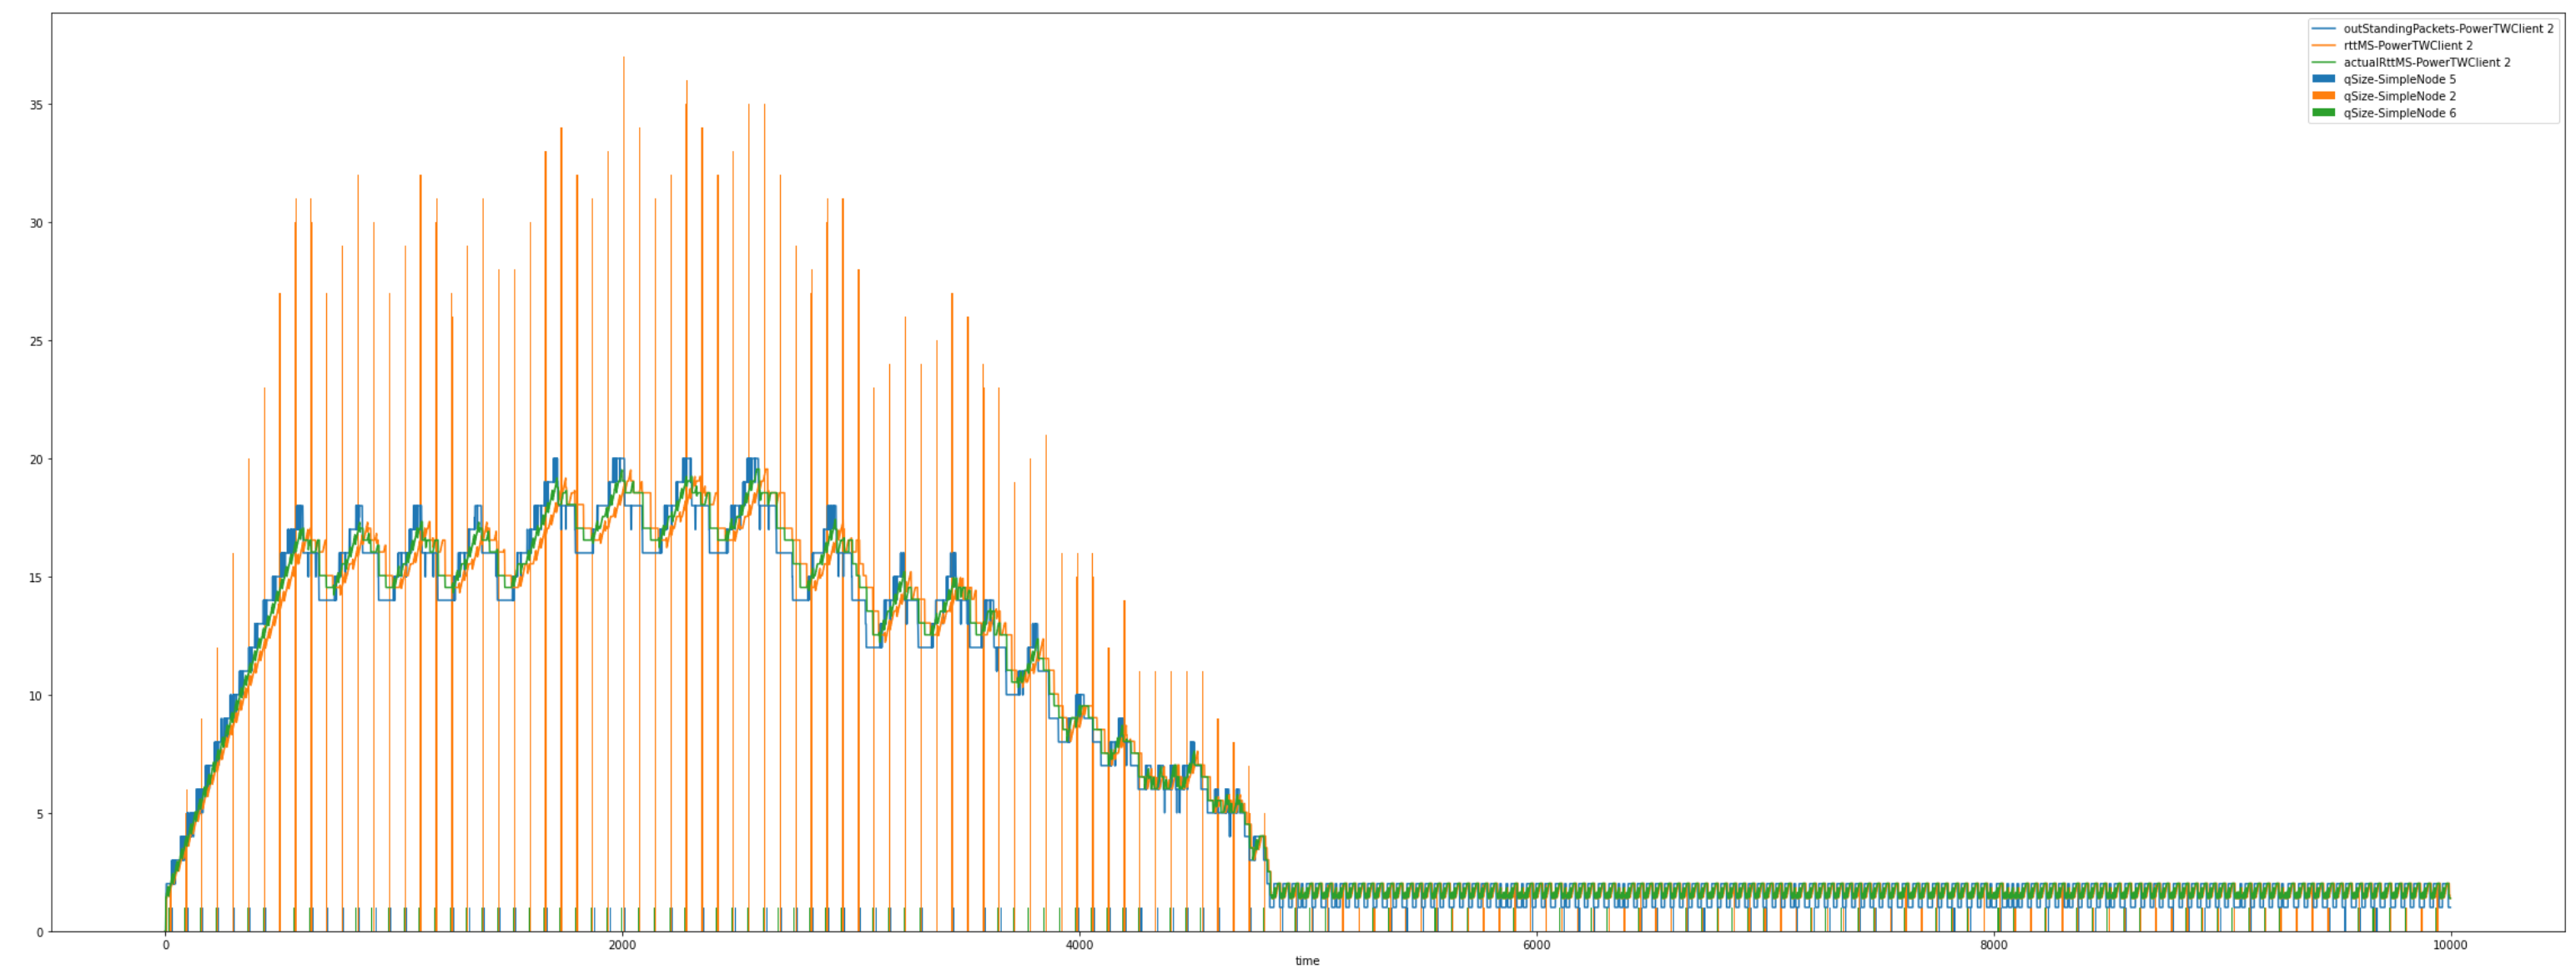 outStandingPackets-PowerTWClient 2
rttMS-PowerTWClient 2
actualRttMS-PowerTWClient 2
qSize-SimpleNode 5
qSize-SimpleNode 2
qSize-SimpleNode 6
35
30
25
20
15
10
5
0
0 2000 4000 6000 8000 10000
time